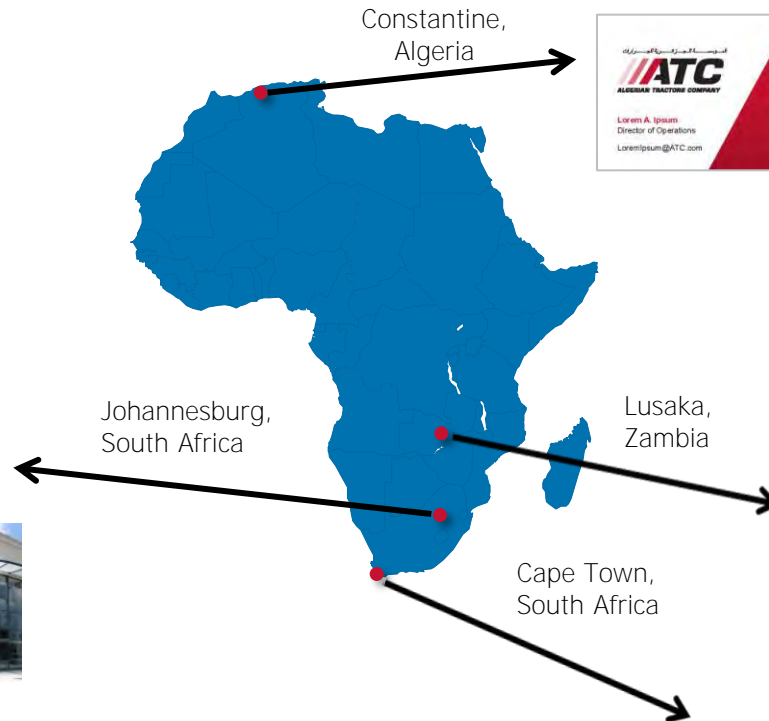 Constantine,
Algeria
ATC
ALGERIAN TRACTORS COMPANY
Lorem A. Ipsum
Director of Operations
LoremIpsum@ATC.com
Johannesburg,
South Africa
Lusaka,
Zambia
Cape Town,
South Africa